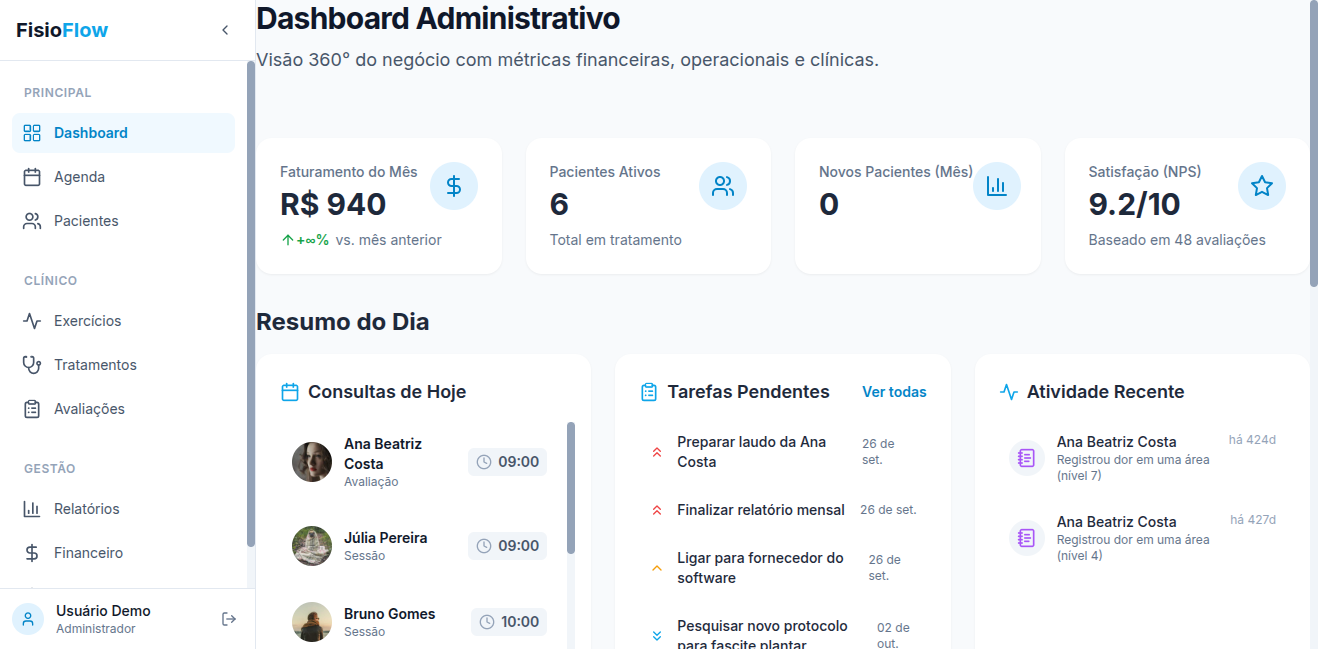 FisioFlow
PRINCIPAL
Dashboard
Agenda
Pacientes
CLÍNICO
Exercícios
Tratamentos
Avaliações
GESTÃO
Relatórios
Financeiro
Usuário Demo
Administrador
Dashboard Administrativo
Visão 360° do negócio com métricas financeiras, operacionais e clínicas.
Faturamento do Mês
R$ 940
+∞% vs. mês anterior
Pacientes Ativos
6
Total em tratamento
Novos Pacientes (Mês)
0
Satisfação (NPS)
9.2/10
Baseado em 48 avaliações
Resumo do Dia
Consultas de Hoje
Ana Beatriz
Costa
Avaliação
09:00
Júlia Pereira
Sessão
09:00
Bruno Gomes
Sessão
10:00
Tarefas Pendentes
Ver todas
Preparar laudo da Ana
Costa
26 de
set.
Finalizar relatório mensal
26 de set.
Ligar para fornecedor do
software
26 de
set.
Pesquisar novo protocolo
para fascite plantar
02 de
out.
Atividade Recente
Ana Beatriz Costa
há 424d
Registrou dor em uma área
(nível 7)
Ana Beatriz Costa
há 427d
Registrou dor em uma área
(nível 4)